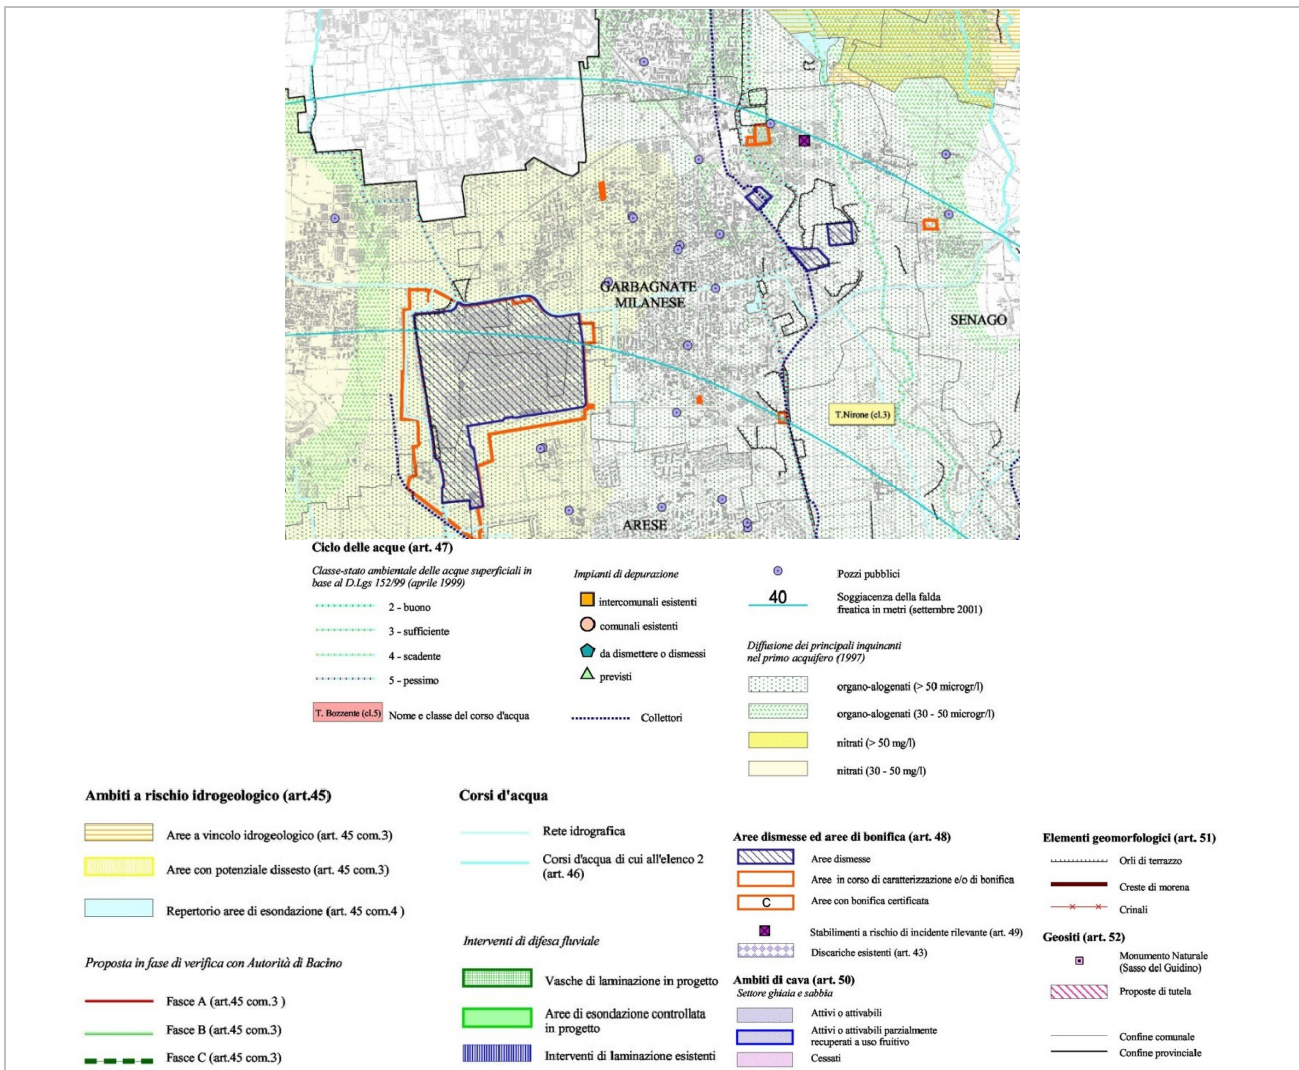 GARBAGNATE
MILANESE
SENAGO
T.Nirone (cl.3)
ARESE
Ciclo delle acque (art. 47)
Classe-stato ambientale delle acque superficiali in
base al D.Lgs 152/99 (aprile 1999)
2 - buono
3 - sufficiente
4 - scadente
5 - pessimo
T. Bozzente (cl.5)
Nome e classe del corso d'acqua
Impianti di depurazione
intercomunali esistenti
comunali esistenti
da dismettere o dismessi
previsti
Collettori
Pozzi pubblici
40
Soggiacenza della falda
freatica in metri (settembre 2001)
Diffusione dei principali inquinanti
nel primo acquifero (1997)
organo-alogenati (> 50 microgr/l)
organo-alogenati (30 - 50 microgr/l)
nitrati (> 50 mg/l)
nitrati (30 - 50 mg/l)
Ambiti a rischio idrogeologico (art.45)
Aree a vincolo idrogeologico (art. 45 com.3)
Aree con potenziale dissesto (art. 45 com.3)
Repertorio aree di esondazione (art. 45 com.4 )
Proposta in fase di verifica con Autorità di Bacino
Fasce A (art.45 com.3 )
Fasce B (art.45 com.3)
Fasce C (art.45 com.3)
Corsi d'acqua
Rete idrografica
Corsi d'acqua di cui all'elenco 2
(art. 46)
Interventi di difesa fluviale
Vasche di laminazione in progetto
Aree di esondazione controllata
in progetto
Interventi di laminazione esistenti
Aree dismesse ed aree di bonifica (art. 48)
Aree dismesse
Aree in corso di caratterizzazione e/o di bonifica
C
Aree con bonifica certificata
Stabilimenti a rischio di incidente rilevante (art. 49)
Discariche esistenti (art. 43)
Ambiti di cava (art. 50)
Settore ghiaia e sabbia
Attivi o attivabili
Attivi o attivabili parzialmente
recuperati a uso fruitivo
Cessati
Elementi geomorfologici (art. 51)
Orli di terrazzo
Creste di morena
Crinali
Geositi (art. 52)
Monumento Naturale
(Sasso del Guidino)
Proposte di tutela
Confine comunale
Confine provinciale